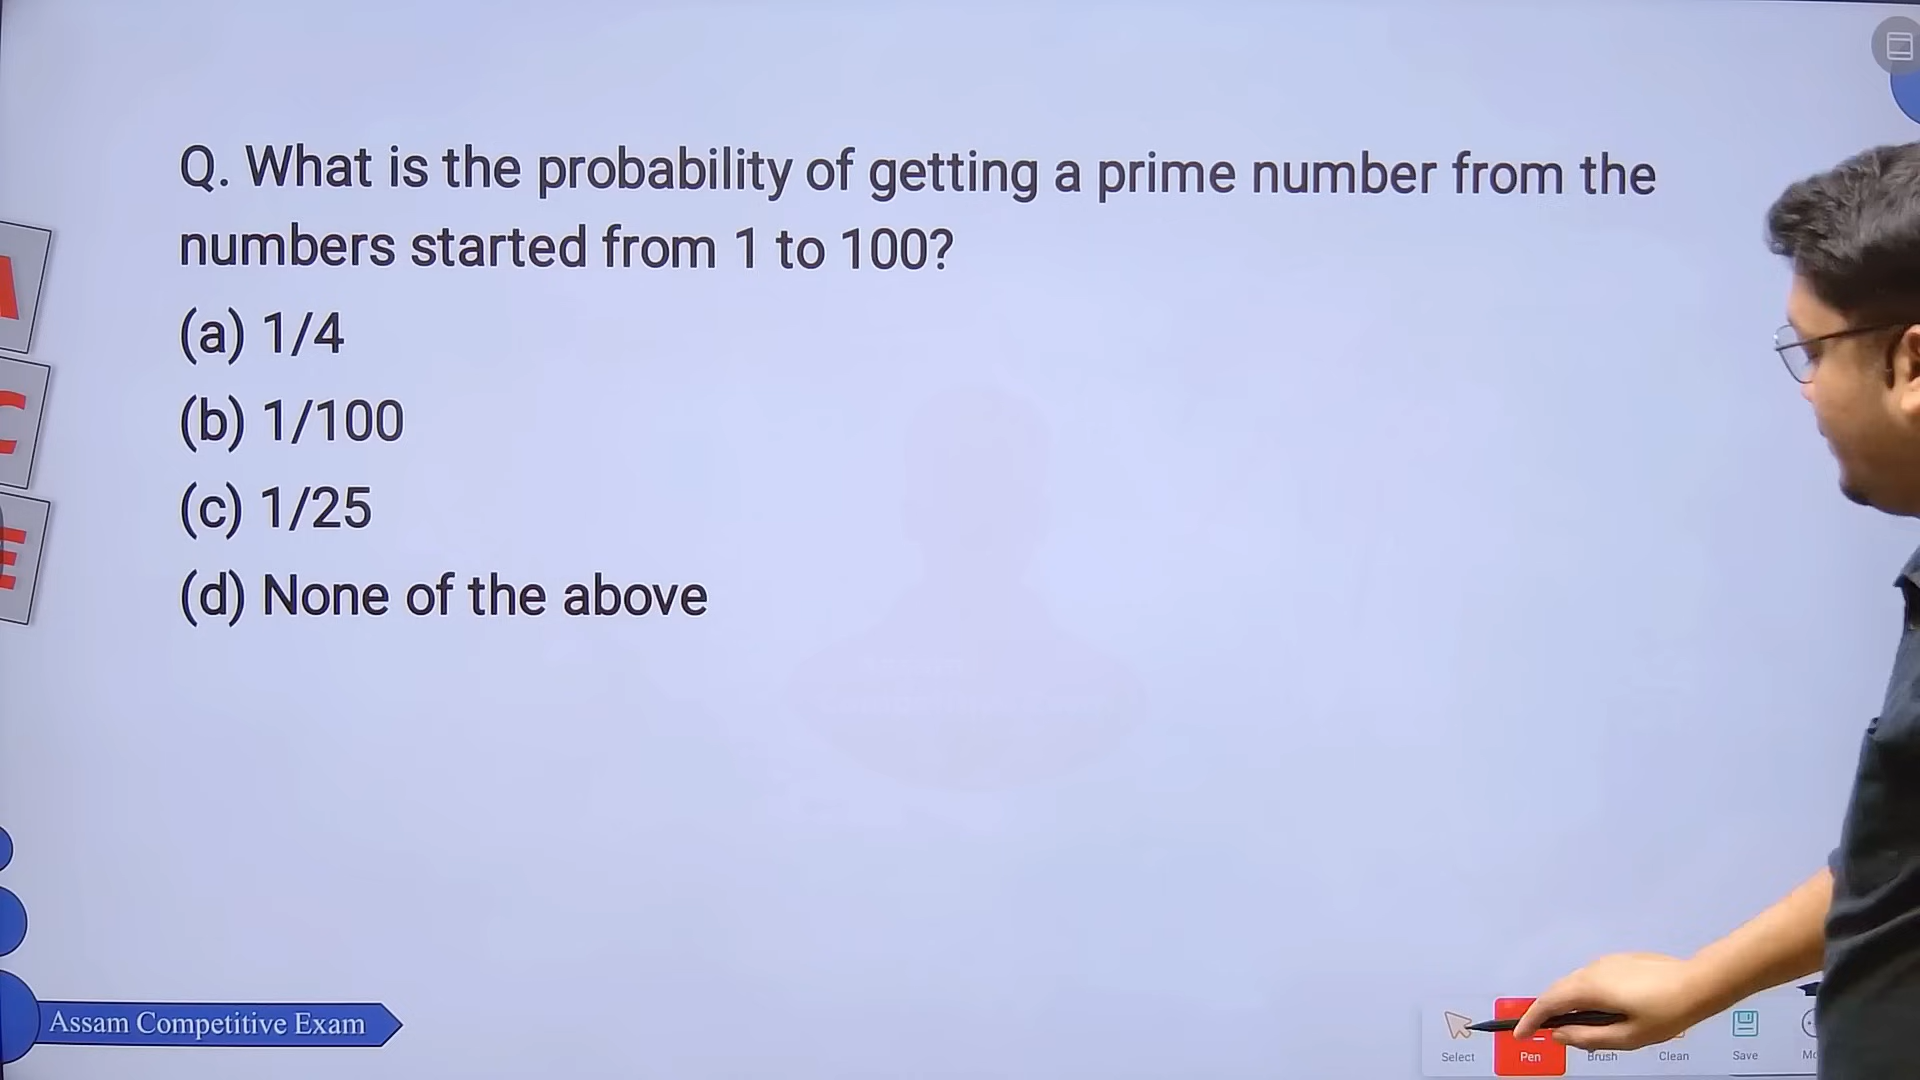 Q. What is the probability of getting a prime number from the
numbers started from 1 to 100?
(a) 1/4
(b) 1/100
(c) 1/25
(d) None of the above
A
C
E
Assam Competitive Exam
Select
Pen
Brush
Clean
Save